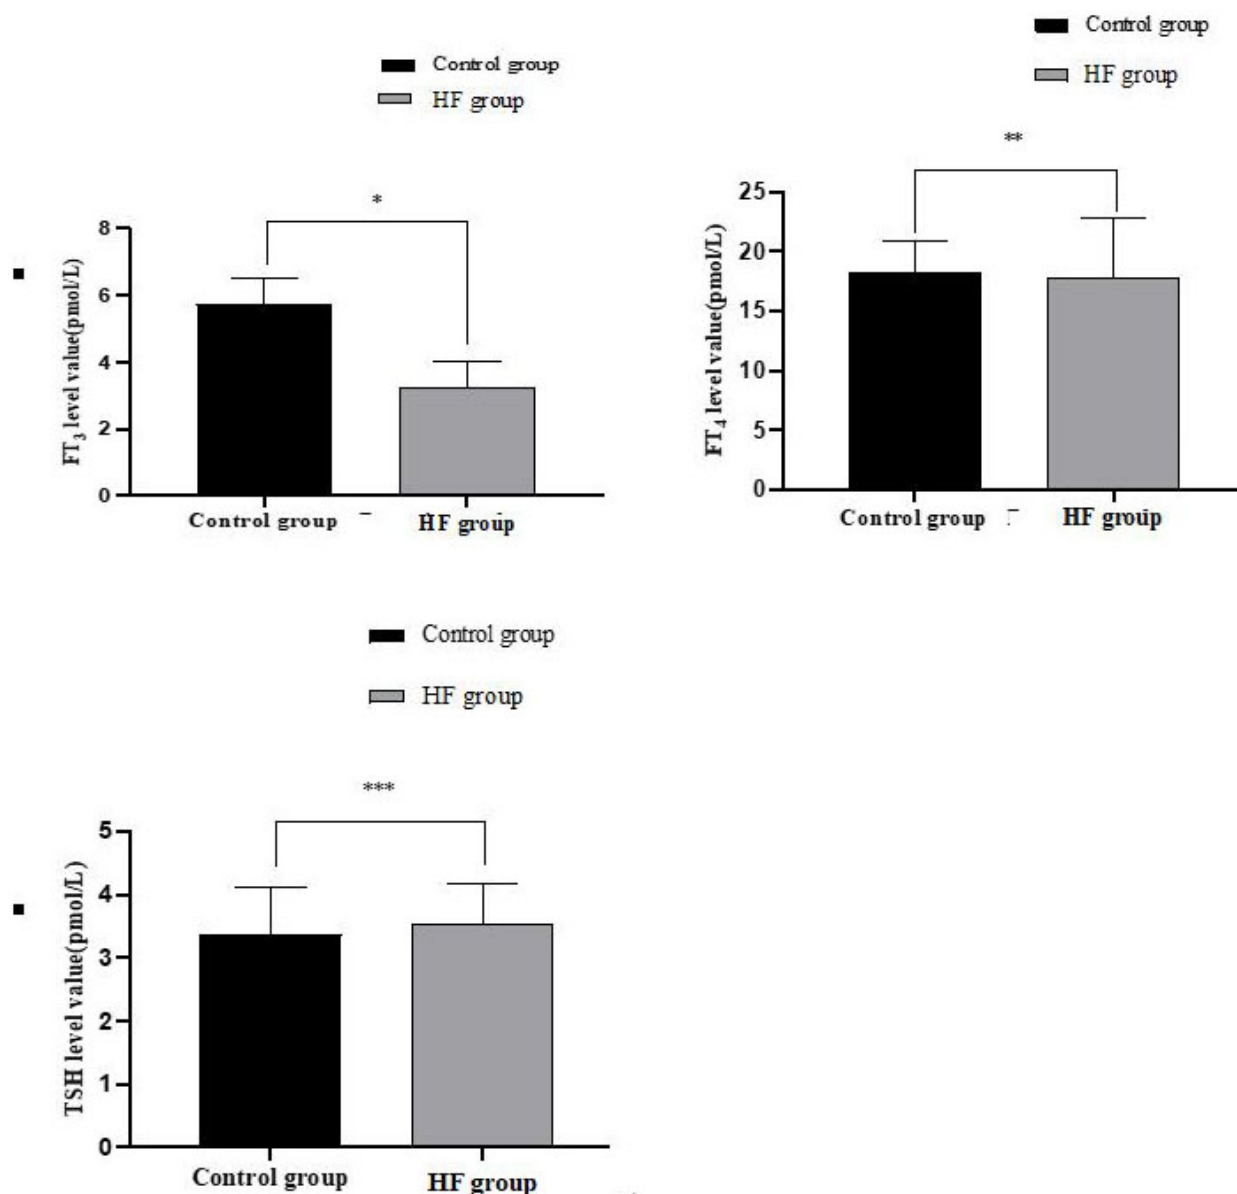 Control group
HF group
*
8
6
4
2
0
FT3 level value(pmol/L)
Control group
HF group
Control group
HF group
**
25
20
15
10
5
0
FT4 level value(pmol/L)
Control group
HF group
Control group
HF group
***
5
4
3
2
1
0
TSH level value(pmol/L)
Control group
HF group